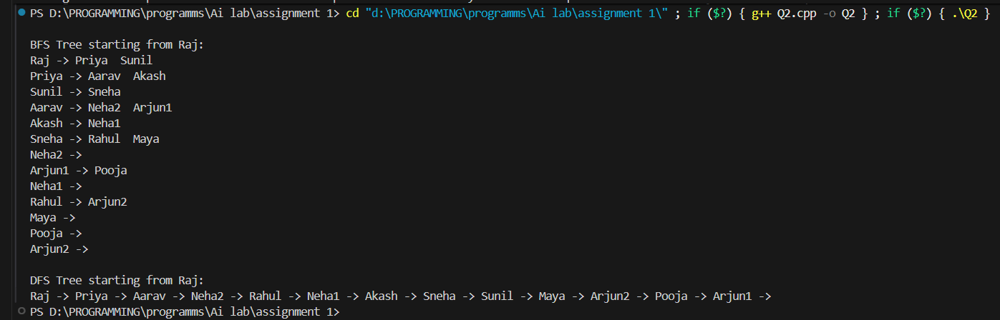 PS D:\PROGRAMMING\programms\Ai lab\assignment 1> cd "d:\PROGRAMMING\programms\Ai lab\assignment 1\" ; if ($?) { g++ Q2.cpp -o Q2 } ; if ($?) { .\Q2 }
BFS Tree starting from Raj:
Raj -> Priya  Sunil
Priya -> Aarav  Akash
Sunil -> Sneha
Aarav -> Neha2  Arjun1
Akash -> Neha1
Sneha -> Rahul  Maya
Neha2 ->
Arjun1 -> Pooja
Neha1 ->
Rahul -> Arjun2
Maya ->
Pooja ->
Arjun2 ->
DFS Tree starting from Raj:
Raj -> Priya -> Aarav -> Neha2 -> Rahul -> Neha1 -> Akash -> Sneha -> Sunil -> Maya -> Arjun2 -> Pooja -> Arjun1 ->
PS D:\PROGRAMMING\programms\Ai lab\assignment 1>